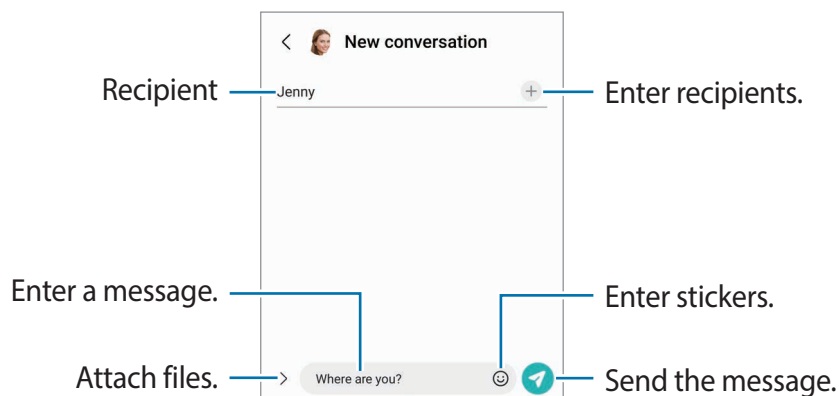 New conversation
Recipient
Jenny
Enter recipients.
Enter a message.
Enter stickers.
Attach files.
Where are you?
Send the message.